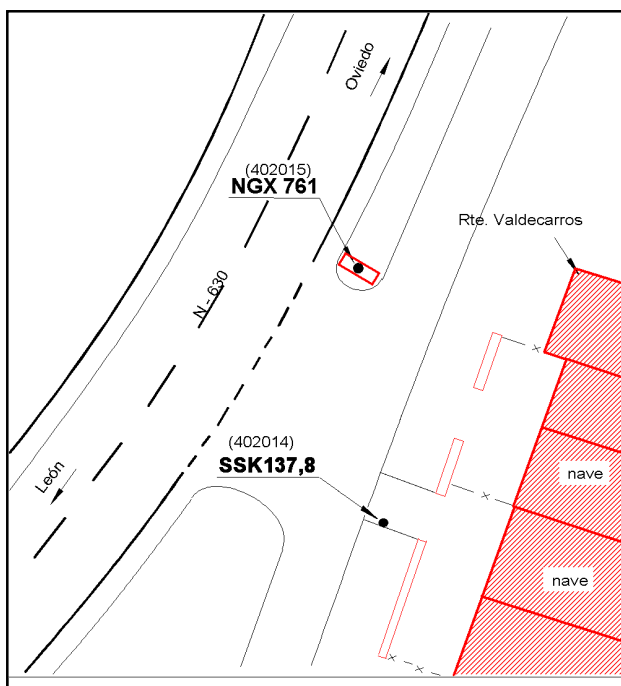 Oviedo
(402015)
NGX 761
Rte. Valdecarros
N - 630
(402014)
SSK137,8
León
nave
nave